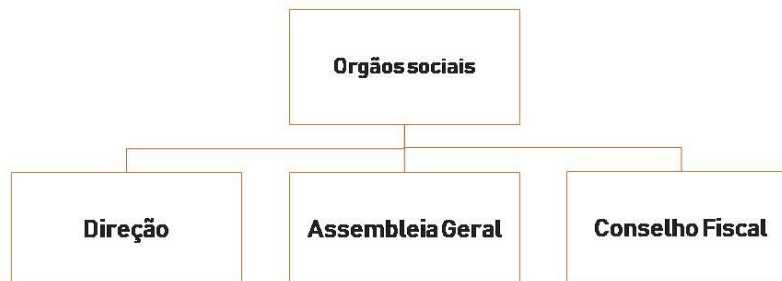 Orgãos sociais
Direção
Assembleia Geral
Conselho Fiscal